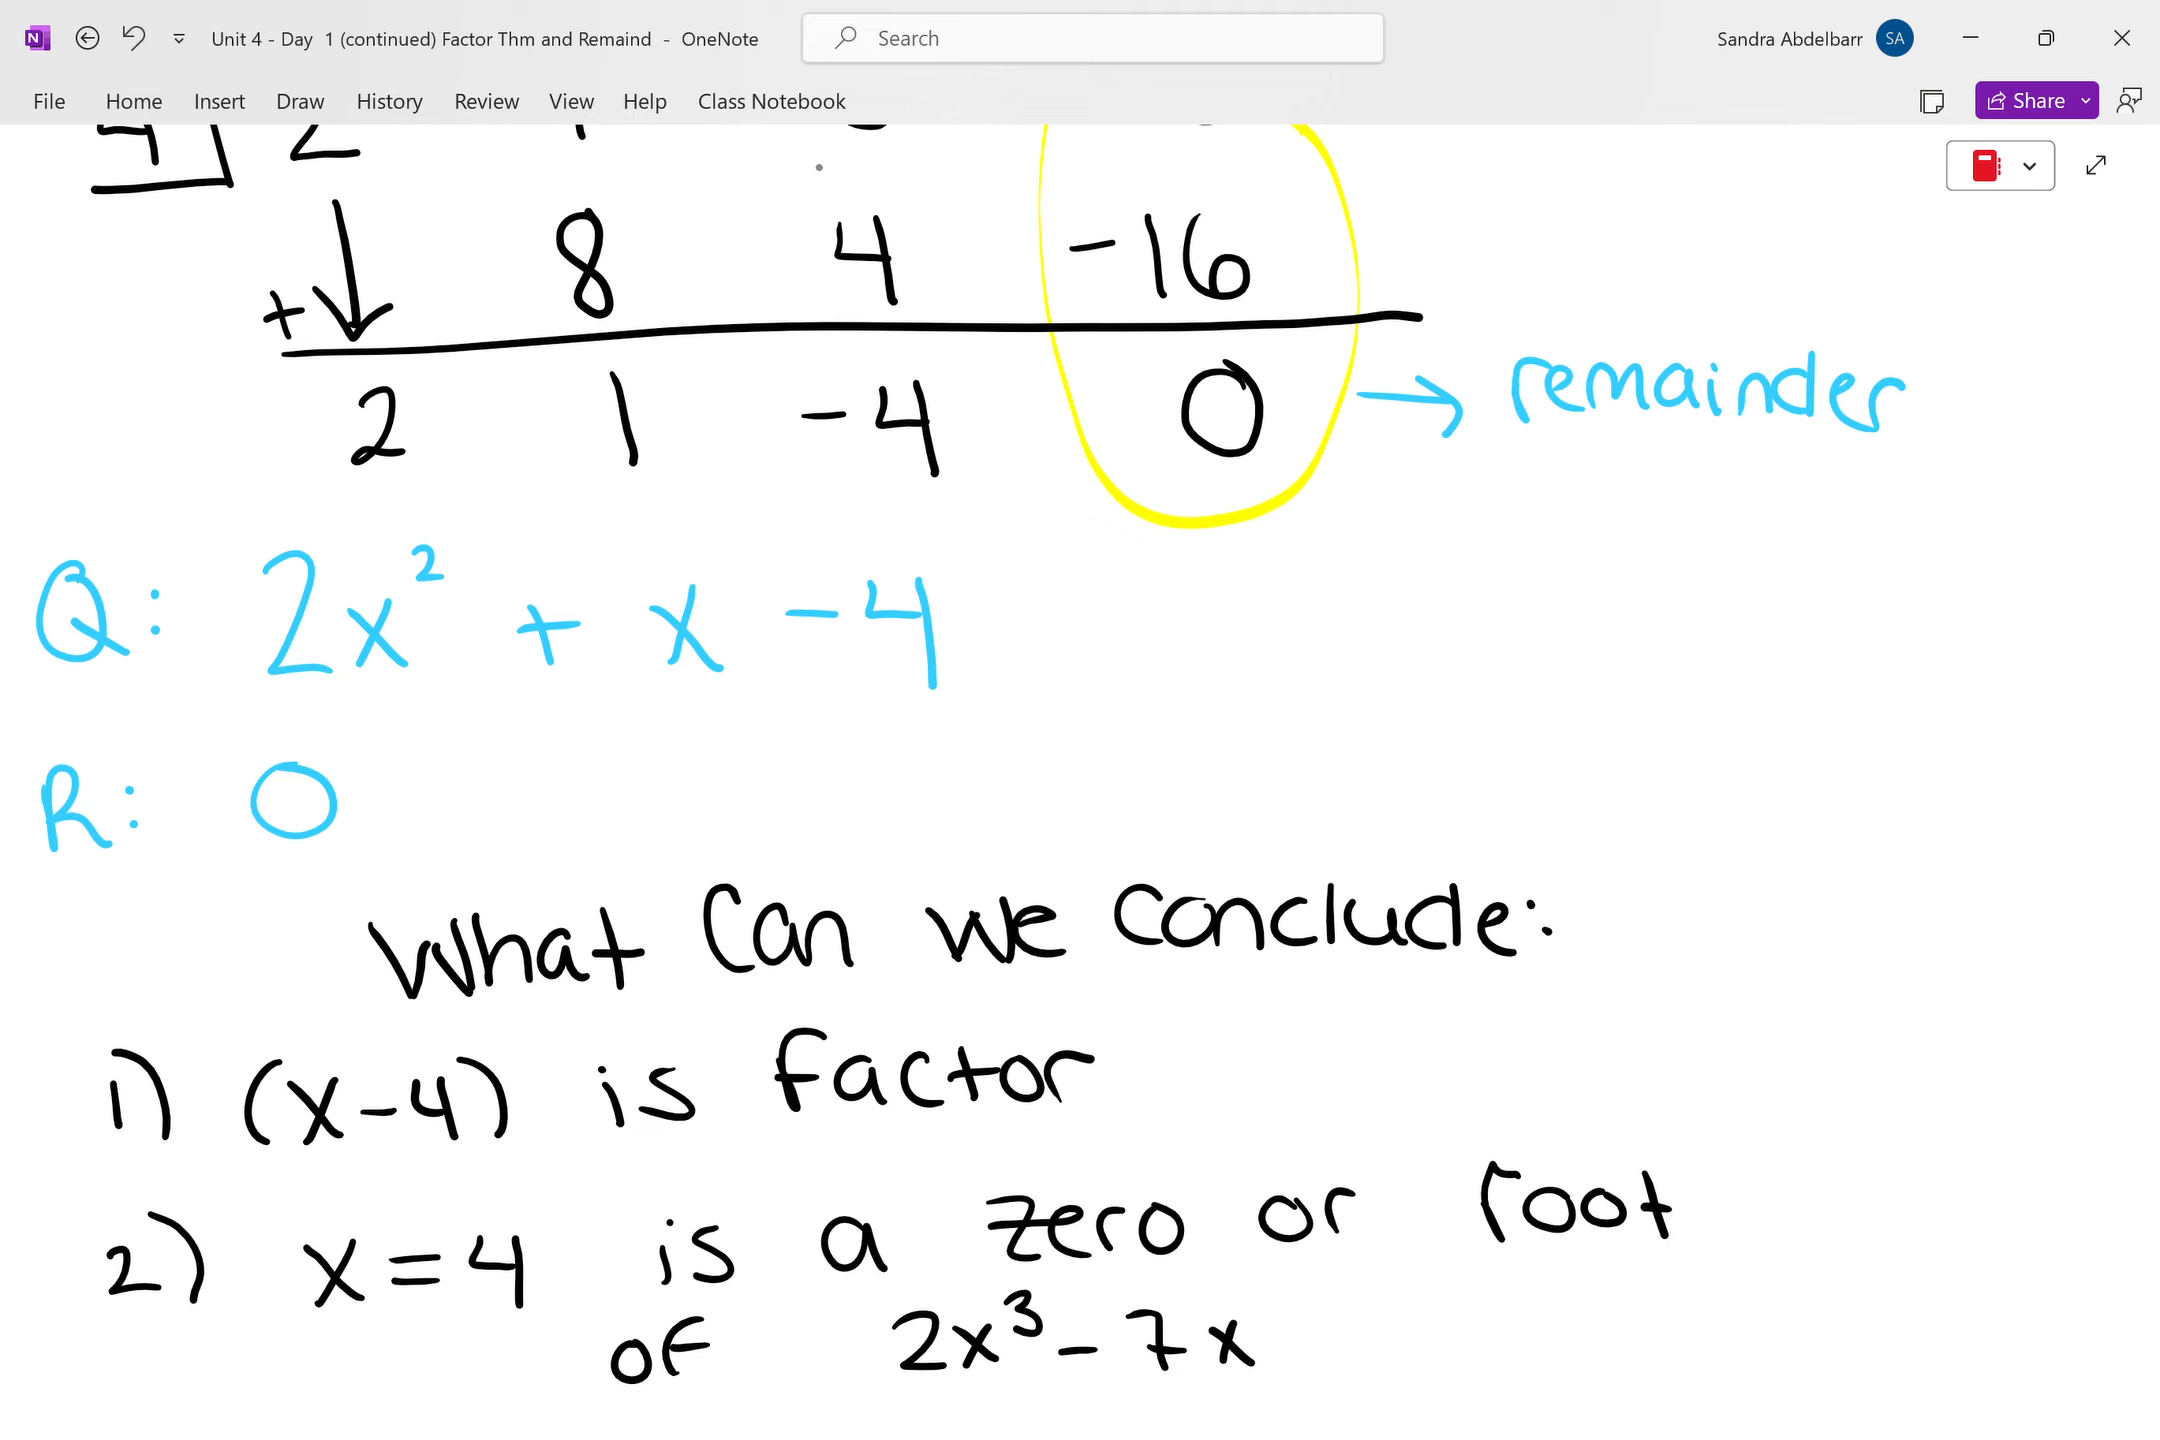 Unit 4 - Day 1 (continued) Factor Thm and Remaind - OneNote
Search
Sandra Abdelbarr SA
File Home Insert Draw History Review View Help Class Notebook
Share
4 2
8 4 -16
+
2 1 -4 0 → remainder
Q: 2x² + x - 4
R: 0
What can we conclude:
1) (x-4) is factor
2) x=4 is a zero or root
of 2x³ - 7x